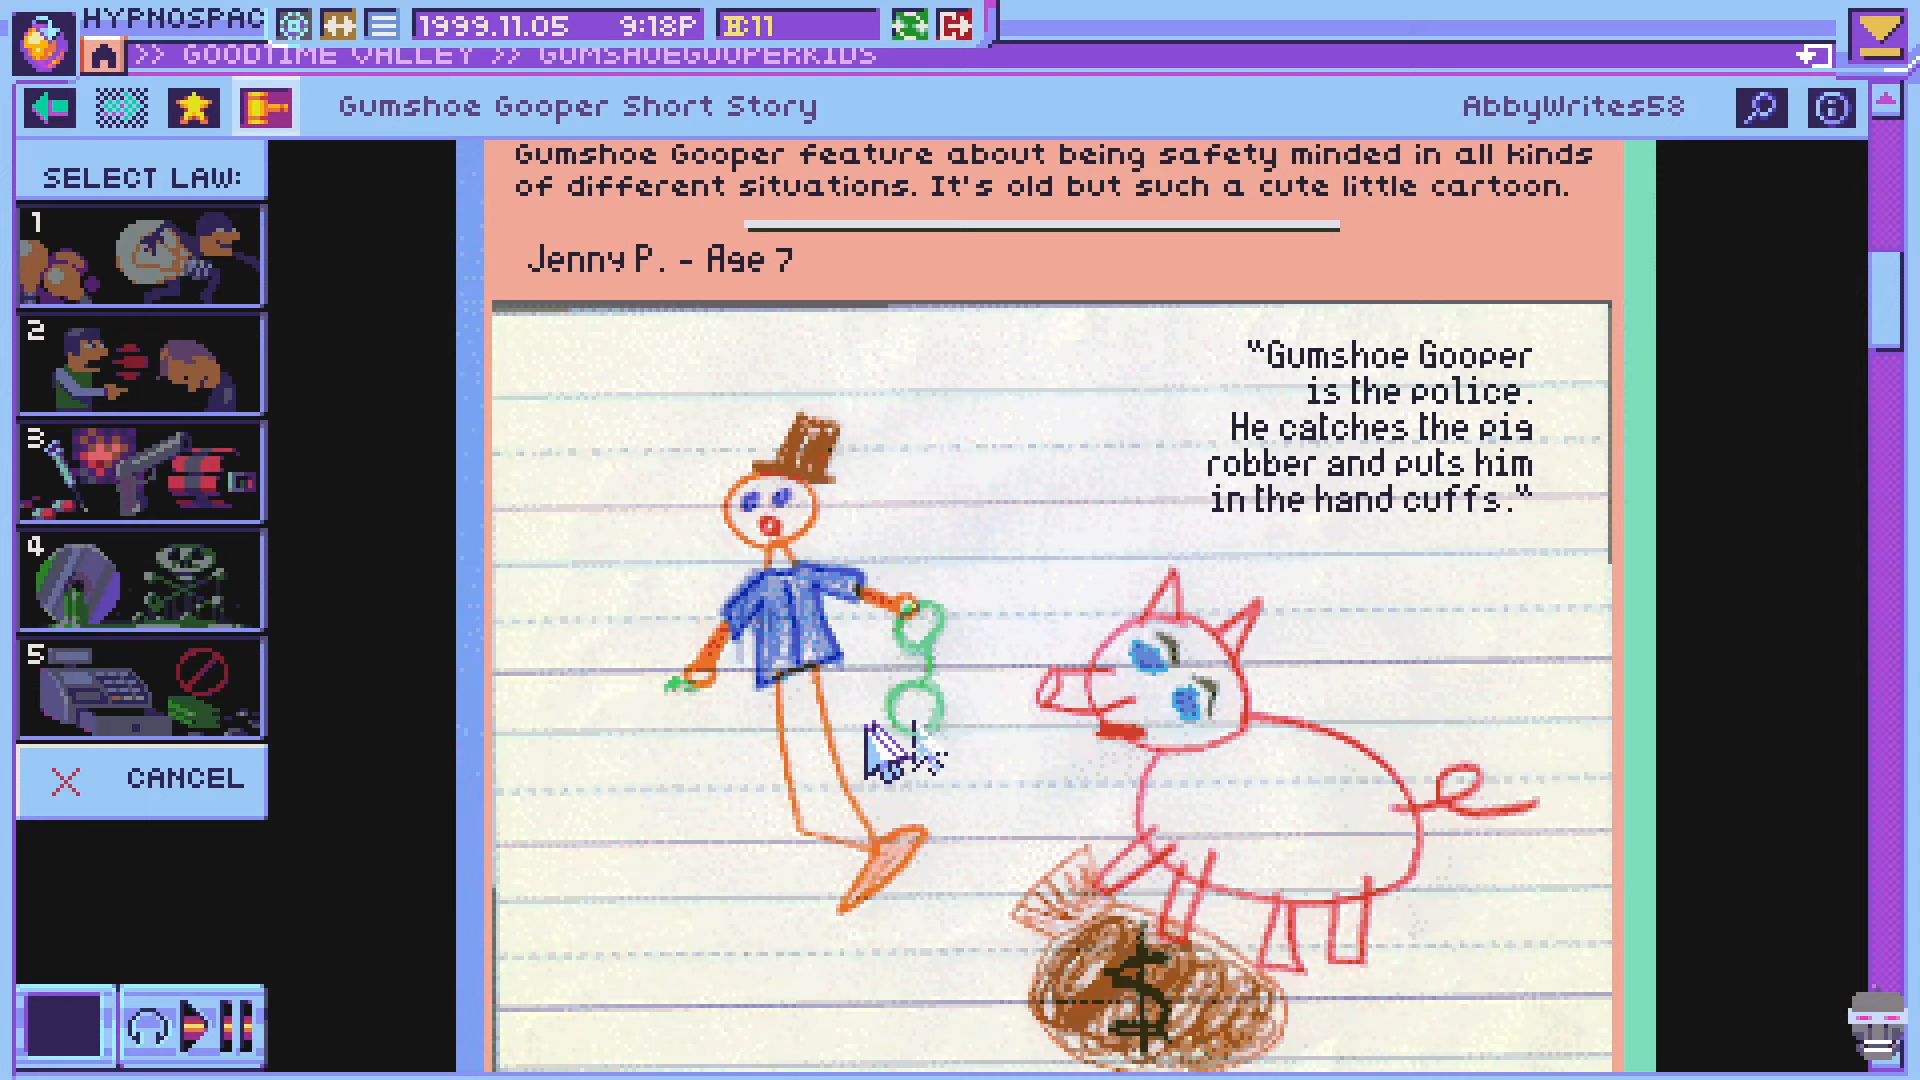 HYPNOSPAC
1999.11.05 9:18P
11
>> GOODTIME VALLEY >> GUMSHOEGOOPERKIDS
Gumshoe Gooper Short Story
AbbyWrites58
SELECT LAW:
1
2
3
4
5
CANCEL
Gumshoe Gooper feature about being safety minded in all kinds
of different situations. It's old but such a cute little cartoon.
Jenny P. - Age 7
"Gumshoe Gooper
is the police.
He catches the pig
robber and puts him
in the hand cuffs."
$